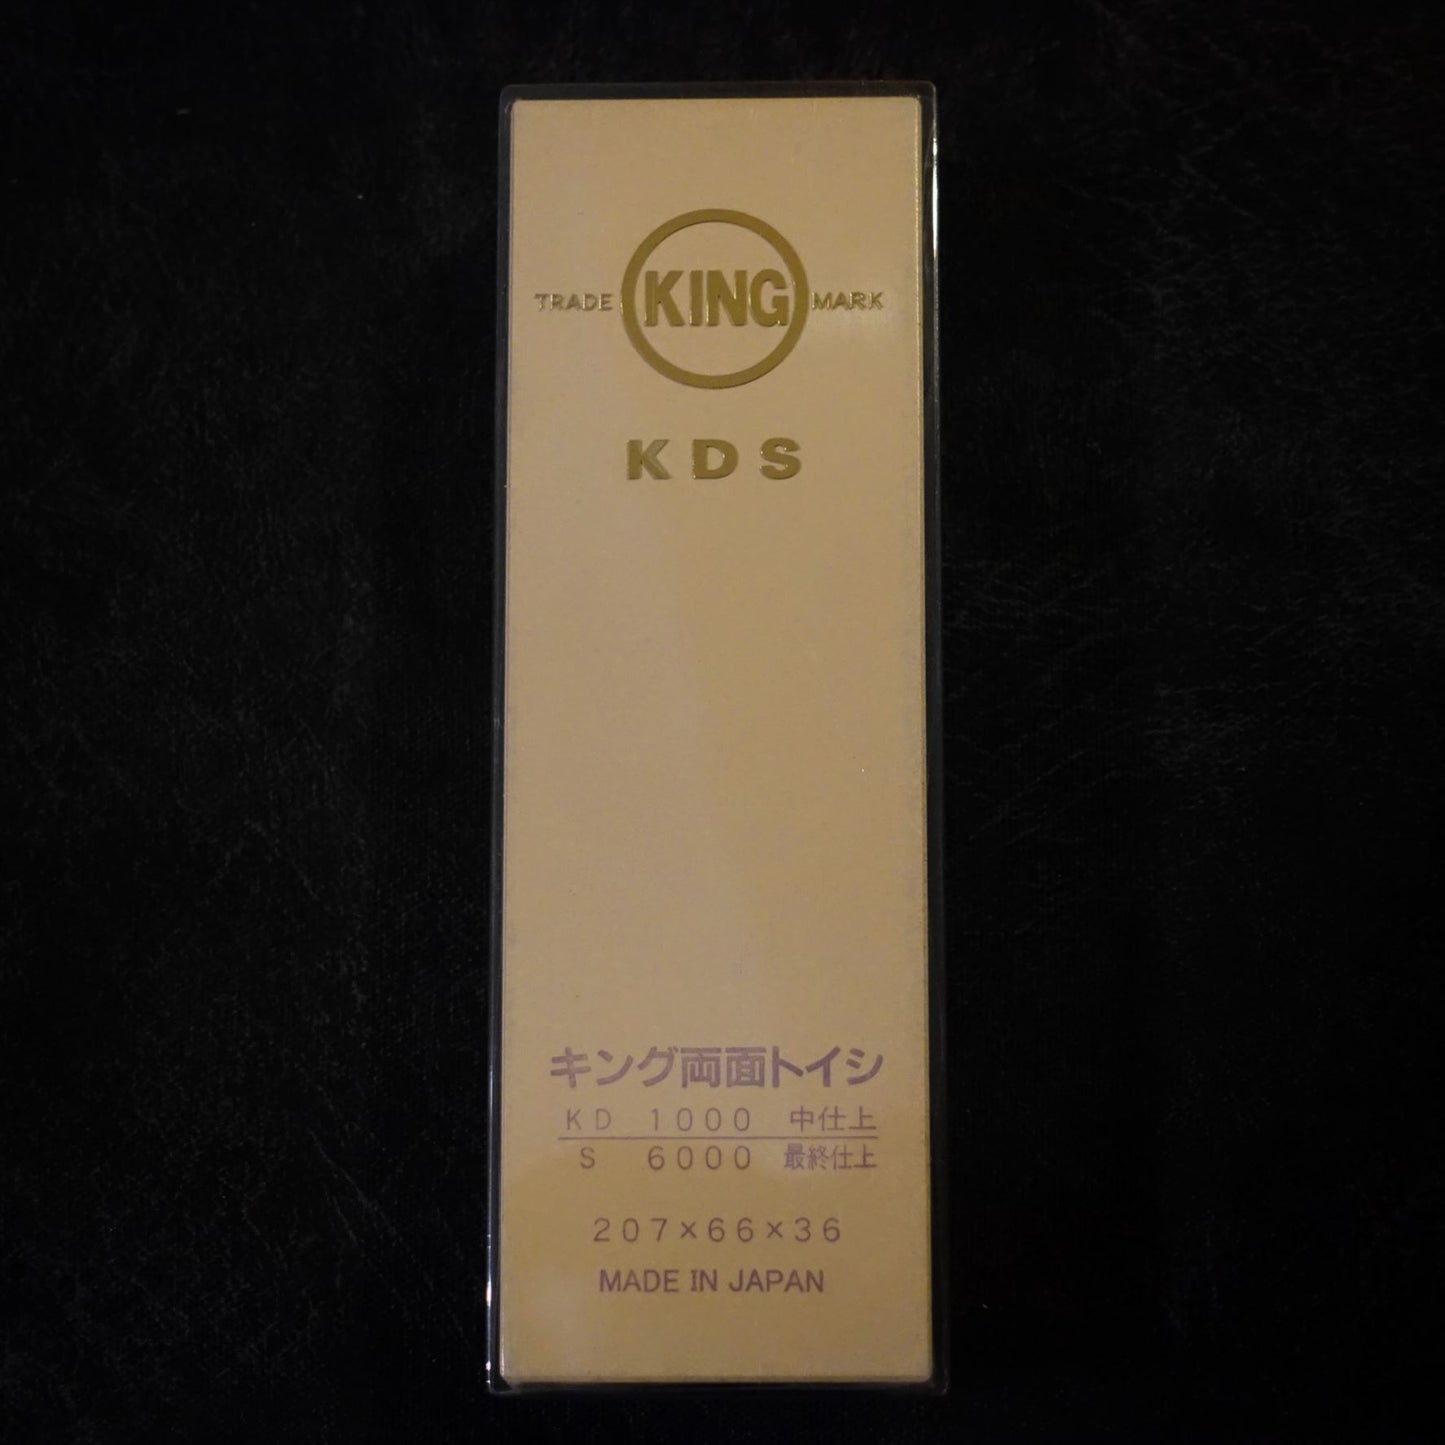 TRADE KING MARK
KDS
キング両面トイシ
KD 1000 中仕上
S 6000 最終仕上
207×66×36
MADE IN JAPAN